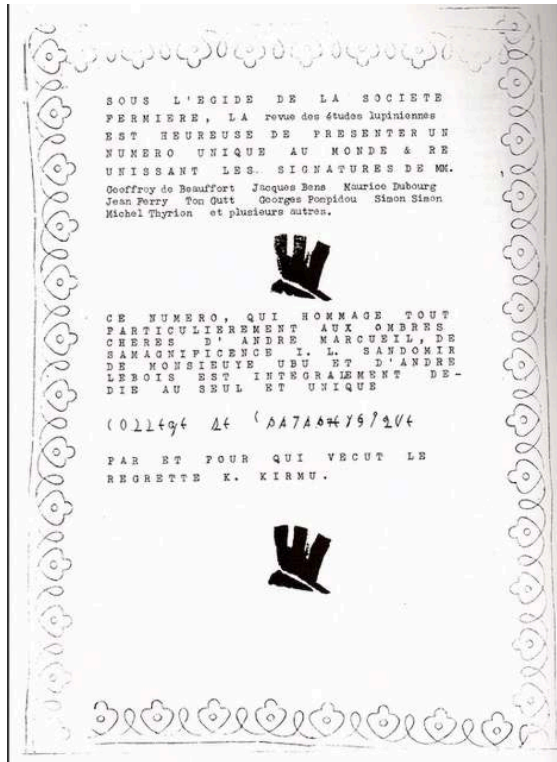 SOUS L'EGIDE DE LA SOCIETE
FERMIERE, LA revue des études lupiniennes
EST HEUREUSE DE PRESENTER UN
NUMERO UNIQUE AU MONDE & RE
UNISSANT LES SIGNATURES DE MM.
Geoffroy de Beauffort Jacques Bens Maurice Dubourg
Jean Ferry Tom Gutt Georges Pompidou Simon Simon
Michel Thyrion et plusieurs autres.
CE NUMERO, QUI HOMMAGE TOUT
PARTICULIEREMENT AUX OMBRES
CHERES D'ANDRE MARCUEIL, DE
SAMAGNIFICENCE I. L. SANDOMIR
DE MONSIEUYE UBU ET D'ANDRE
LEBOIS EST INTEGRALEMENT DE-
DIE AU SEUL ET UNIQUE
COLLEGE DE 'PATAPHYSIQUE
PAR ET POUR QUI VECUT LE
REGRETTE K. KIRMU.